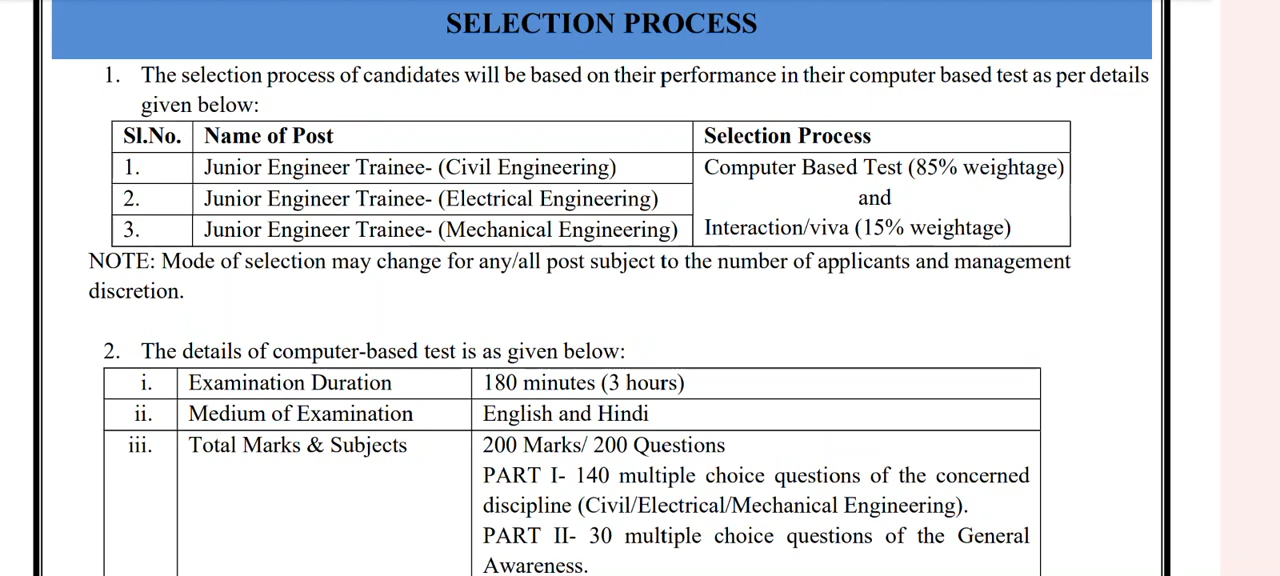 SELECTION PROCESS
1. The selection process of candidates will be based on their performance in their computer based test as per details
given below:
Sl.No. Name of Post Selection Process
1. Junior Engineer Trainee- (Civil Engineering) Computer Based Test (85% weightage)
2. Junior Engineer Trainee- (Electrical Engineering) and
3. Junior Engineer Trainee- (Mechanical Engineering) Interaction/viva (15% weightage)
NOTE: Mode of selection may change for any/all post subject to the number of applicants and management
discretion.
2. The details of computer-based test is as given below:
i. Examination Duration 180 minutes (3 hours)
ii. Medium of Examination English and Hindi
iii. Total Marks & Subjects 200 Marks/ 200 Questions
PART I- 140 multiple choice questions of the concerned
discipline (Civil/Electrical/Mechanical Engineering).
PART II- 30 multiple choice questions of the General
Awareness.